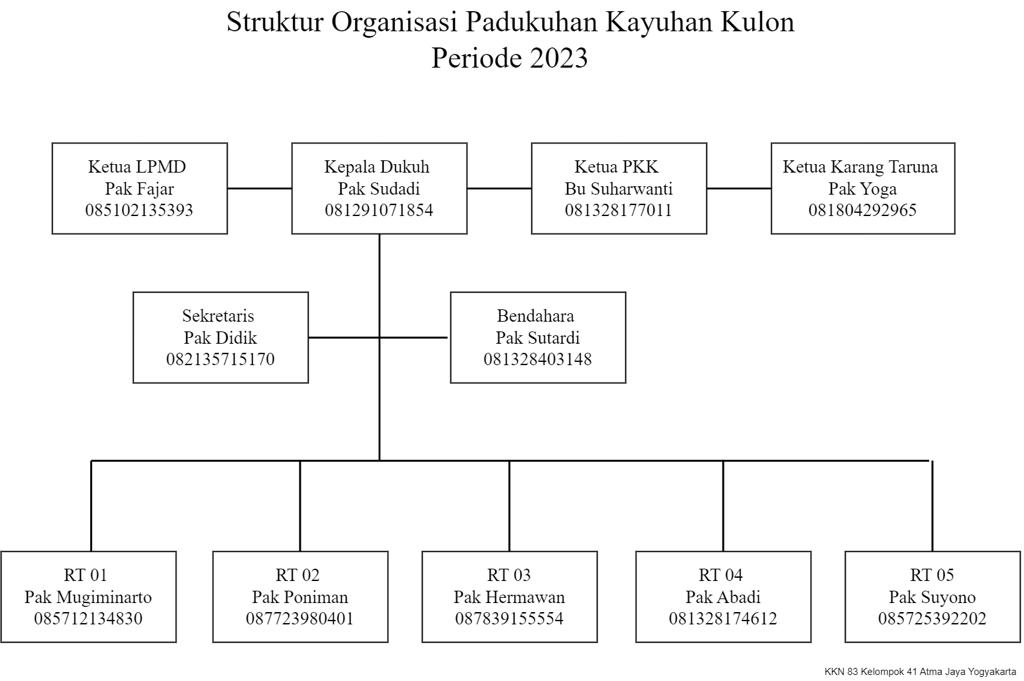 Struktur Organisasi Padukuhan Kayuhan Kulon
Periode 2023
Ketua LPMD
Pak Fajar
085102135393
Kepala Dukuh
Pak Sudadi
081291071854
Ketua PKK
Bu Suharwanti
081328177011
Ketua Karang Taruna
Pak Yoga
081804292965
Sekretaris
Pak Didik
082135715170
Bendahara
Pak Sutardi
081328403148
RT 01
Pak Mugiminarto
085712134830
RT 02
Pak Poniman
087723980401
RT 03
Pak Hermawan
087839155554
RT 04
Pak Abadi
081328174612
RT 05
Pak Suyono
085725392202
KKN 83 Kelompok 41 Atma Jaya Yogyakarta